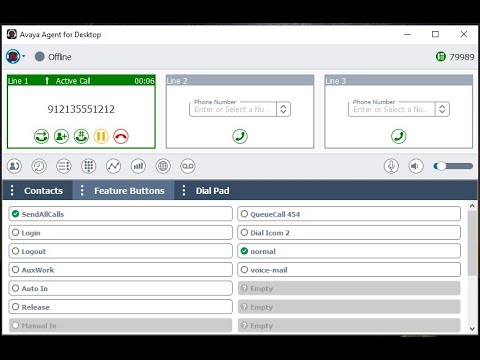 Avaya Agent for Desktop
Offline
79989
Line 1 Active Call 00:06
912135551212
Line 2
Phone Number
Enter or Select a Nu...
Line 3
Phone Number
Enter or Select a Nu...
Contacts Feature Buttons Dial Pad
SendAllCalls QueueCall 454
Login Dial Icom 2
Logout normal
AuxWork voice-mail
Auto In Empty
Release Empty
Manual In Empty